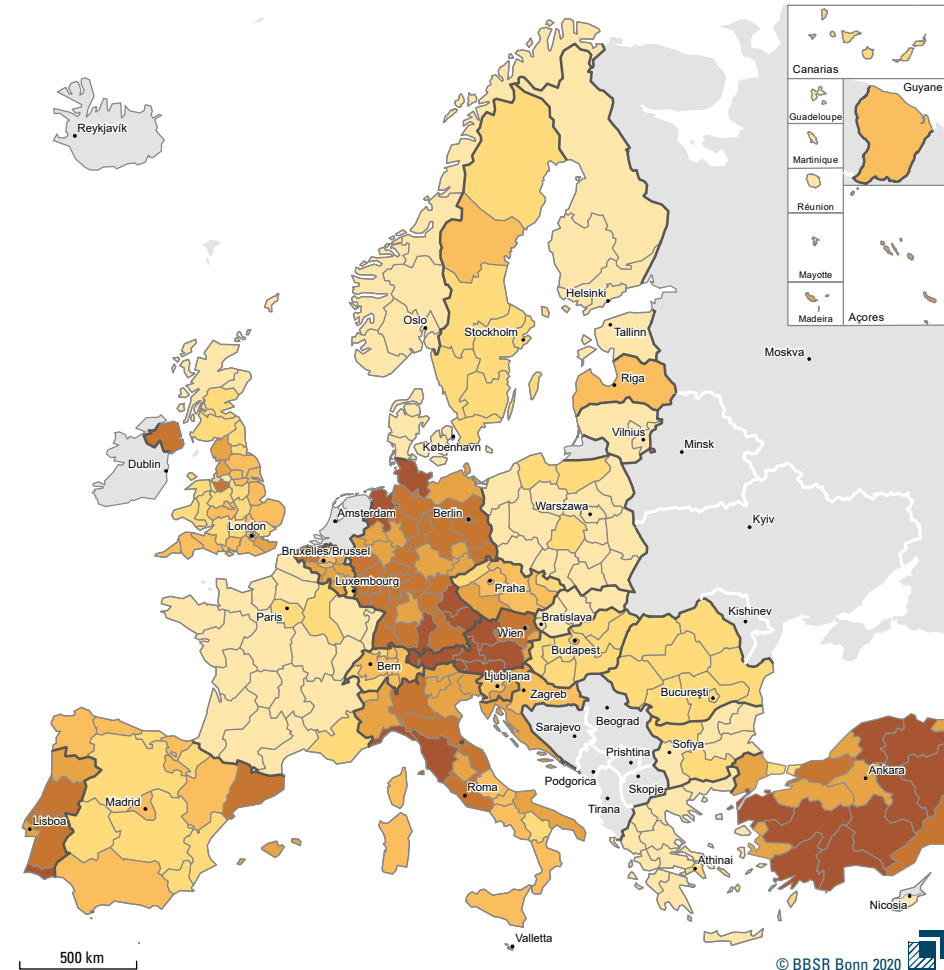 Canarias
Guyane
Guadeloupe
Martinique
Réunion
Mayotte
Madeira
Açores
Reykjavík
Helsinki
Oslo
Stockholm
Tallinn
Moskva
Riga
Vilnius
København
Minsk
Dublin
Amsterdam
Berlin
Warszawa
London
Kyiv
Bruxelles/Brussel
Luxembourg
Praha
Paris
Bratislava
Kishinev
Wien
Budapest
Bern
Ljubljana
Zagreb
București
Beograd
Sarajevo
Prishtina
Sofiya
Podgorica
Skopje
Ankara
Roma
Madrid
Tirana
Lisboa
Athinai
Nicosia
Valletta
500 km
© BBSR Bonn 2020